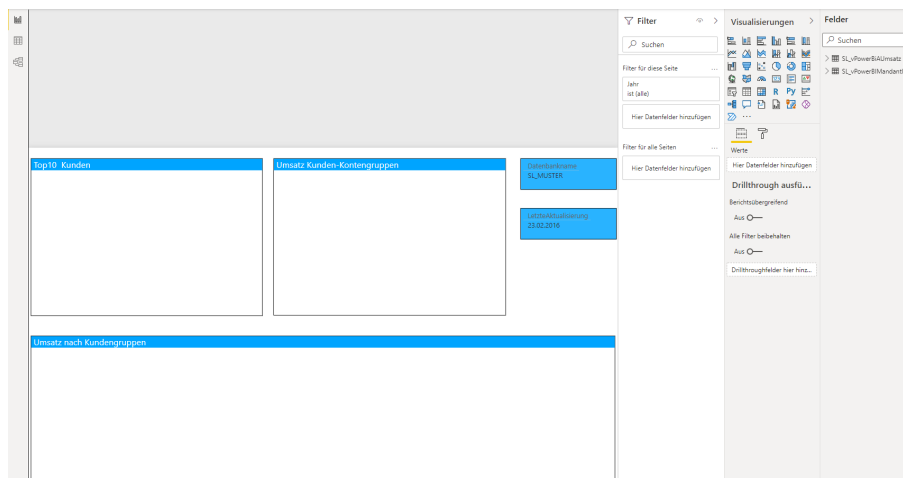 Filter
Suchen
Filter für diese Seite
Jahr
ist (alle)
Hier Datenfelder hinzufügen
Filter für alle Seiten
Hier Datenfelder hinzufügen
Visualisierungen
R Py
Werte
Hier Datenfelder hinzufügen
Drillthrough ausfü...
Berichtsübergreifend
Aus
Alle Filter beibehalten
Aus
Drillthroughfelder hier hinz...
Felder
Suchen
SL_vPowerBIAUmsatz
SL_vPowerBIMandant
Top10 Kunden
Umsatz Kunden-Kontengruppen
Datenbankname
SL_MUSTER
LetzteAktualisierung
23.02.2016
Umsatz nach Kundengruppen